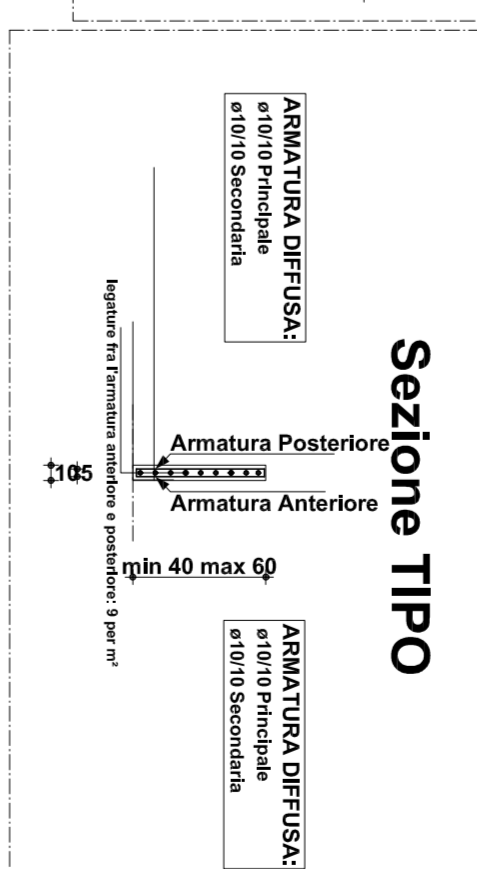 Sezione TIPO
ARMATURA DIFFUSA:
ø10/10 Principale
ø10/10 Secondaria
Armatura Posteriore
Armatura Anteriore
min 40 max 60
legature fra l'armatura anteriore e posteriore: 9 per m²
ARMATURA DIFFUSA:
ø10/10 Principale
ø10/10 Secondaria